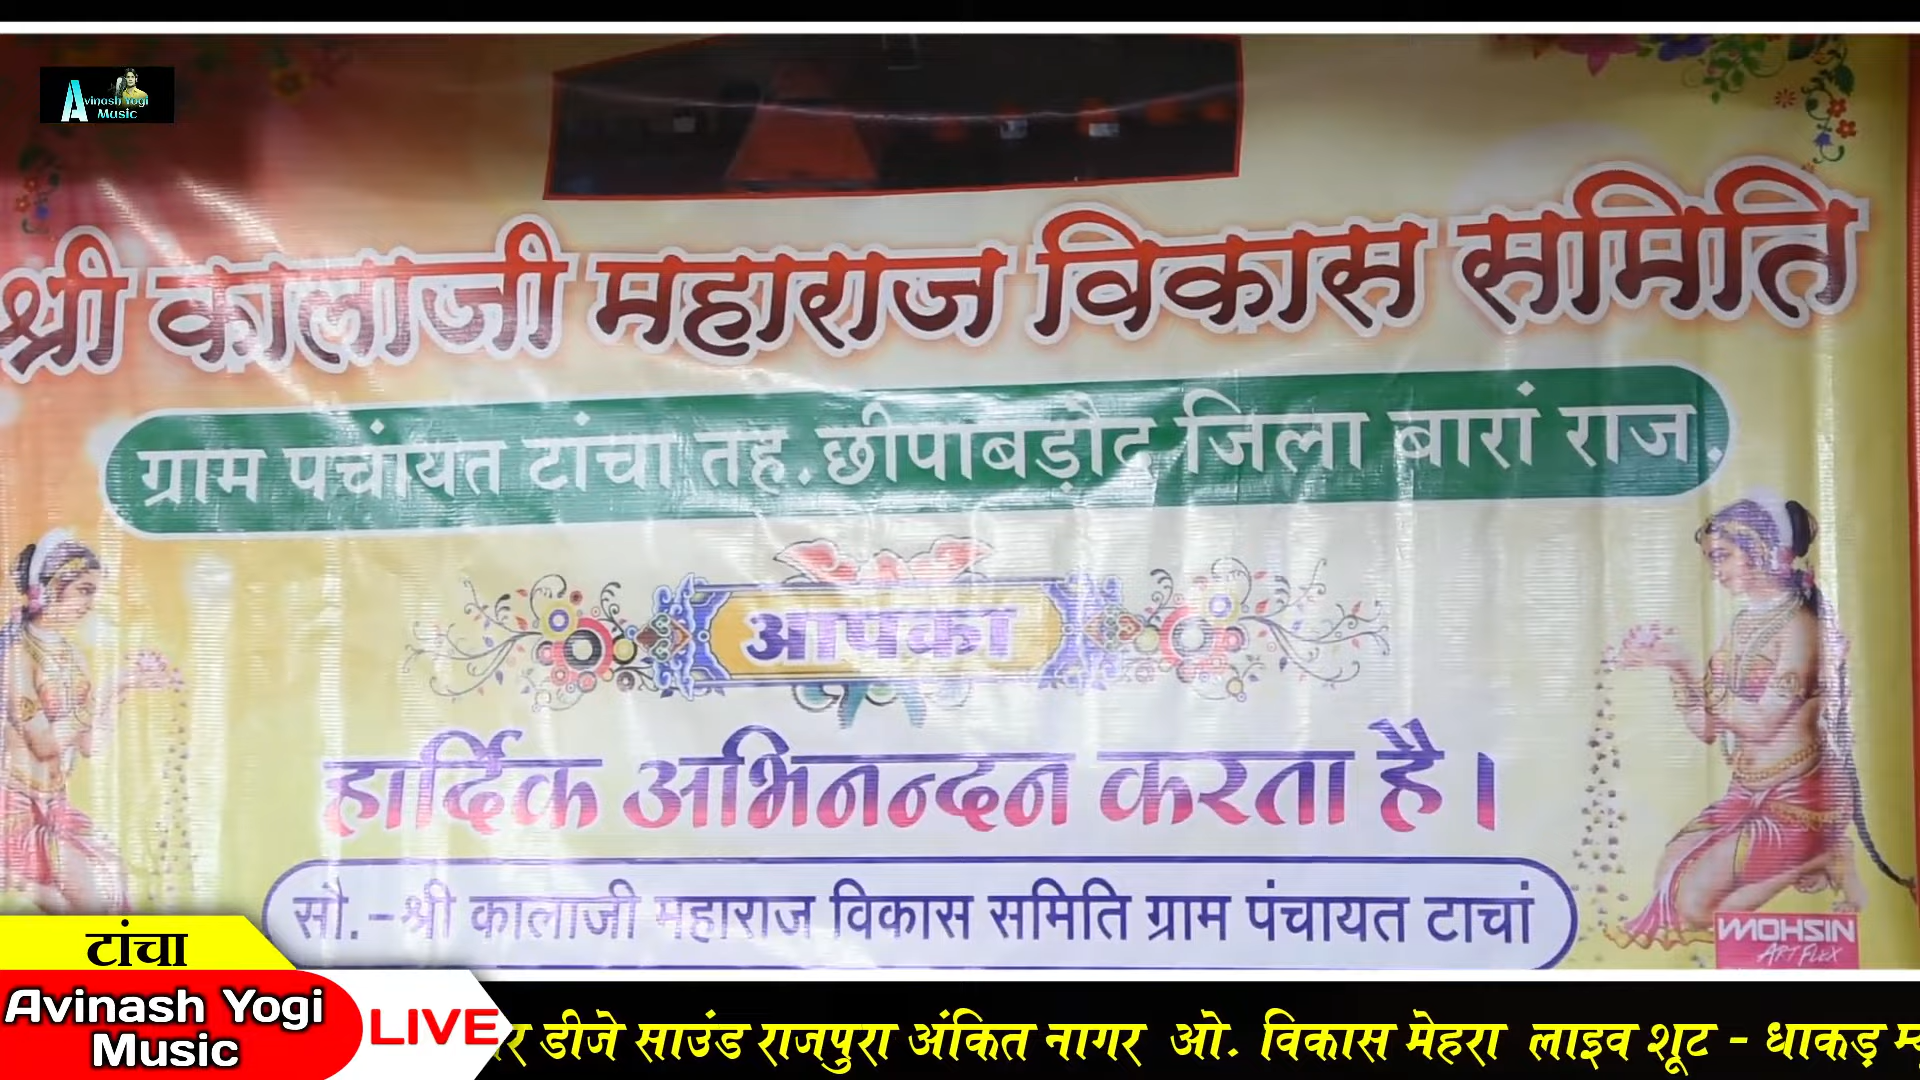 Avinash Yogi
Music
श्री कालाजी महाराज विकास समिति
ग्राम पचांयत टांचा तह. छीपाबड़ौद जिला बारां राज.
आपका
हार्दिक अभिनन्दन करता है।
सौ.-श्री कालाजी महाराज विकास समिति ग्राम पंचायत टाचां
MOHSIN
ART FLEX
टांचा
Avinash Yogi
Music
LIVE
डीजे साउंड राजपुरा अंकित नागर ओ. विकास मेहरा लाइव शूट - धाकड़